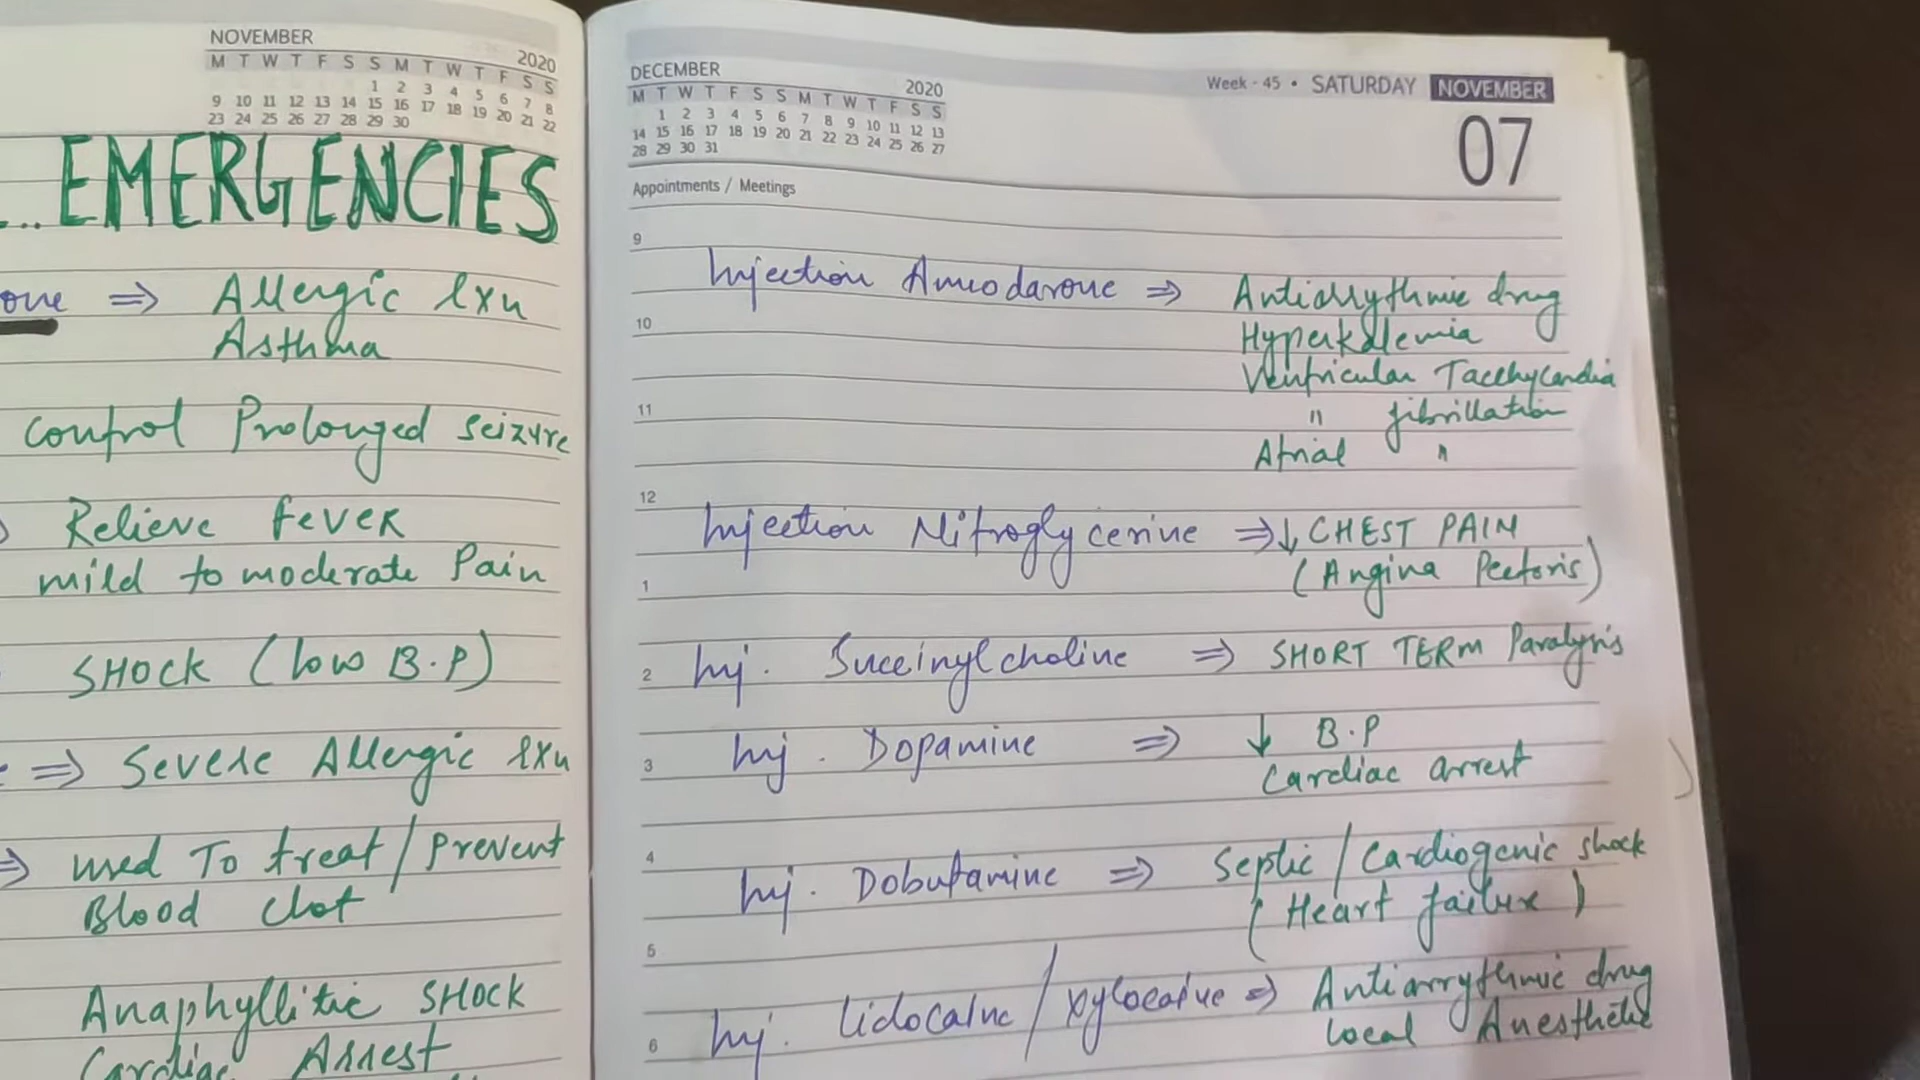 NOVEMBER 2020
M T W T F S S M T W T F S S
1 2 3 4 5 6 7 8
9 10 11 12 13 14 15 16 17 18 19 20 21 22
23 24 25 26 27 28 29 30
...EMERGENCIES
one ⇒ Allergic rxn
Asthma
control Prolonged seizure
Relieve fever
mild to moderate Pain
SHOCK (low B.P)
⇒ Severe Allergic rxn
⇒ used To treat / Prevent
Blood Clot
Anaphyllitic SHOCK
Cardiac Arrest
DECEMBER 2020
M T W T F S S M T W T F S S
1 2 3 4 5 6 7 8 9 10 11 12 13
14 15 16 17 18 19 20 21 22 23 24 25 26 27
28 29 30 31
Week - 45 • SATURDAY NOVEMBER
07
Appointments / Meetings
9
Injection Amiodarone ⇒ Antiarrythmic drug
10 Hyperkalemia
Ventricular Tacchycardia
11 " fibrillation
Atrial "
12
Injection Nitroglycerine ⇒ ↓ CHEST PAIN
1 (Angina Pectoris)
2 Inj. Succinylcholine ⇒ SHORT TERM Paralysis
3 Inj. Dopamine ⇒ ↓ B.P
Cardiac arrest
4 Inj. Dobutamine ⇒ Septic / Cardiogenic shock
(Heart failure)
5
6 Inj. lidocaine / xylocaine ⇒ Antiarrythmic drug
local Anesthetic